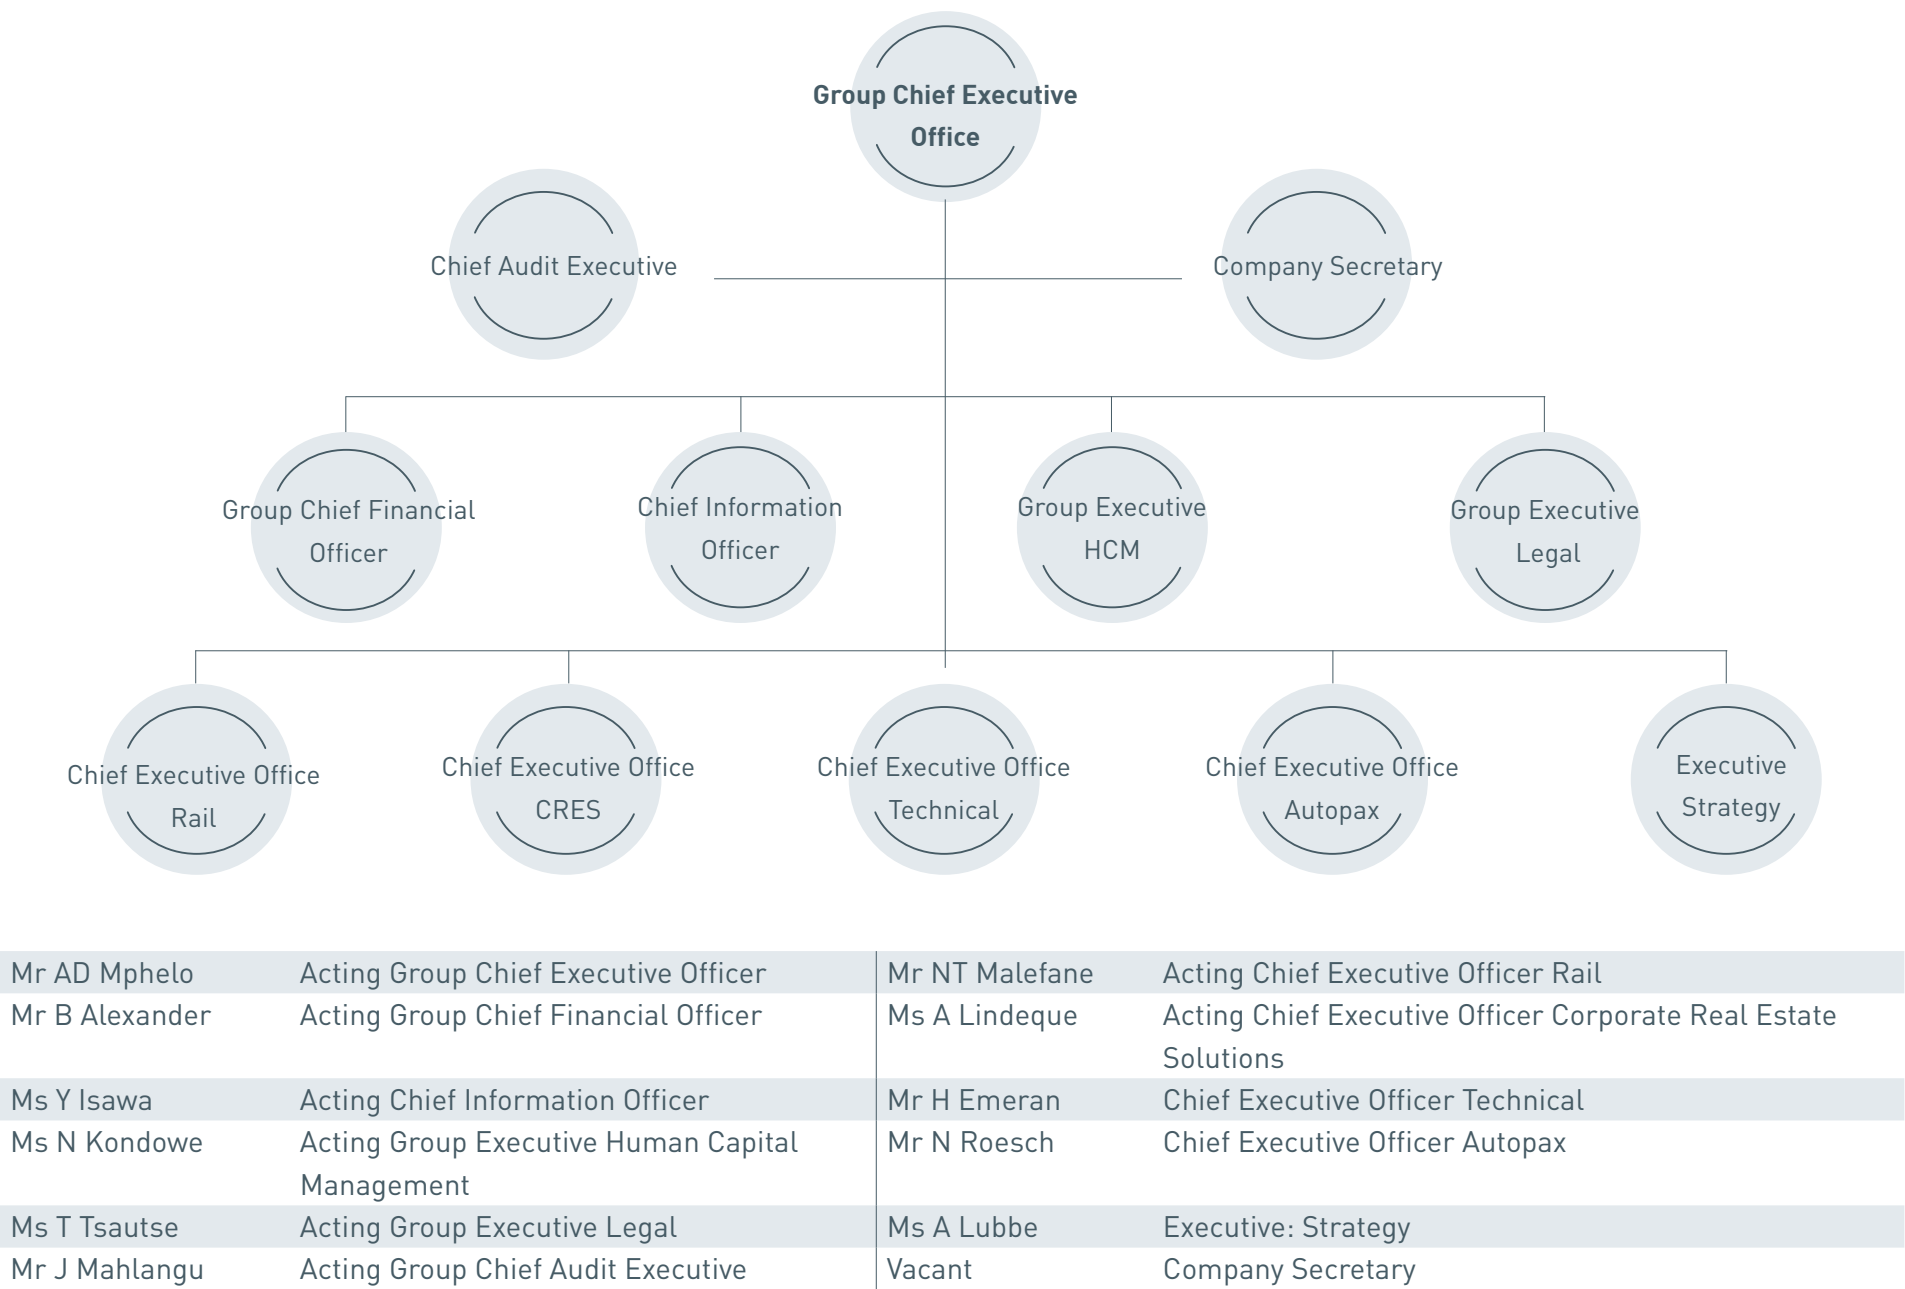 Group Chief Executive
Office
Chief Audit Executive
Company Secretary
Group Chief Financial
Officer
Chief Information
Officer
Group Executive
HCM
Group Executive
Legal
Chief Executive Office
Rail
Chief Executive Office
CRES
Chief Executive Office
Technical
Chief Executive Office
Autopax
Executive
Strategy
Mr AD Mphelo Acting Group Chief Executive Officer Mr NT Malefane Acting Chief Executive Officer Rail
Mr B Alexander Acting Group Chief Financial Officer Ms A Lindeque Acting Chief Executive Officer Corporate Real Estate
Solutions
Ms Y Isawa Acting Chief Information Officer Mr H Emeran Chief Executive Officer Technical
Ms N Kondowe Acting Group Executive Human Capital Mr N Roesch Chief Executive Officer Autopax
Management
Ms T Tsautse Acting Group Executive Legal Ms A Lubbe Executive: Strategy
Mr J Mahlangu Acting Group Chief Audit Executive Vacant Company Secretary